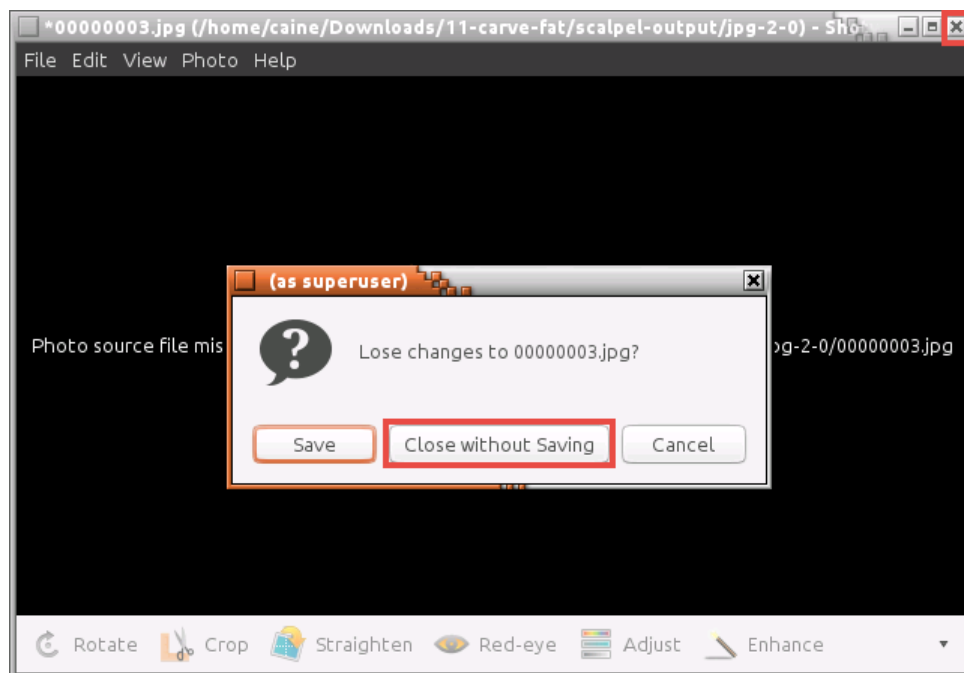 *00000003.jpg (/home/caine/Downloads/11-carve-fat/scalpel-output/jpg-2-0) - Sho
File Edit View Photo Help
(as superuser)
Photo source file mis
Lose changes to 00000003.jpg?
pg-2-0/00000003.jpg
Save Close without Saving Cancel
Rotate Crop Straighten Red-eye Adjust Enhance